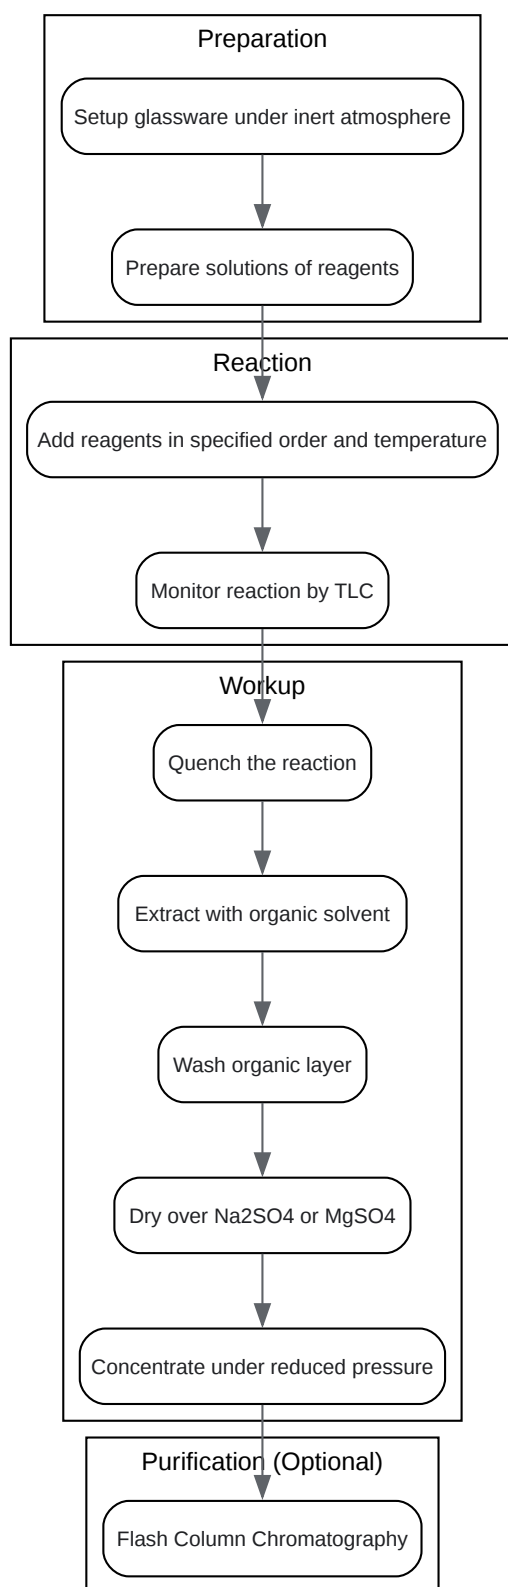 Preparation
Setup glassware under inert atmosphere
Prepare solutions of reagents
Reaction
Add reagents in specified order and temperature
Monitor reaction by TLC
Workup
Quench the reaction
Extract with organic solvent
Wash organic layer
Dry over Na2SO4 or MgSO4
Concentrate under reduced pressure
Purification (Optional)
Flash Column Chromatography